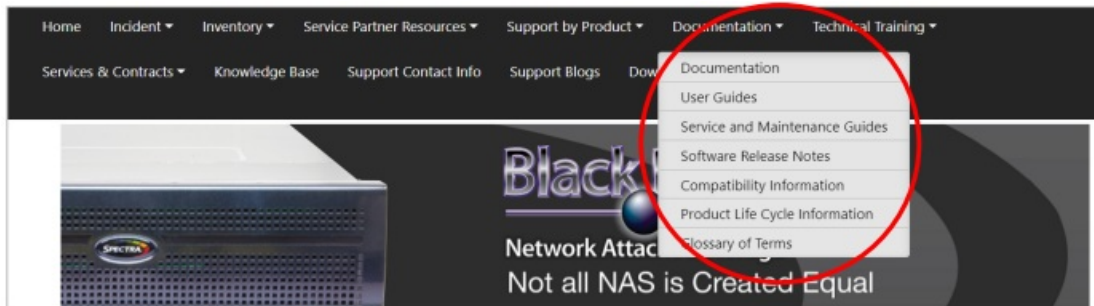 Home Incident Inventory Service Partner Resources Support by Product Documentation Technical Training
Services & Contracts Knowledge Base Support Contact Info Support Blogs
Documentation
User Guides
Service and Maintenance Guides
Software Release Notes
Compatibility Information
Product Life Cycle Information
Glossary of Terms
SPECTRA
Black
Network
Not all NAS is Created Equal